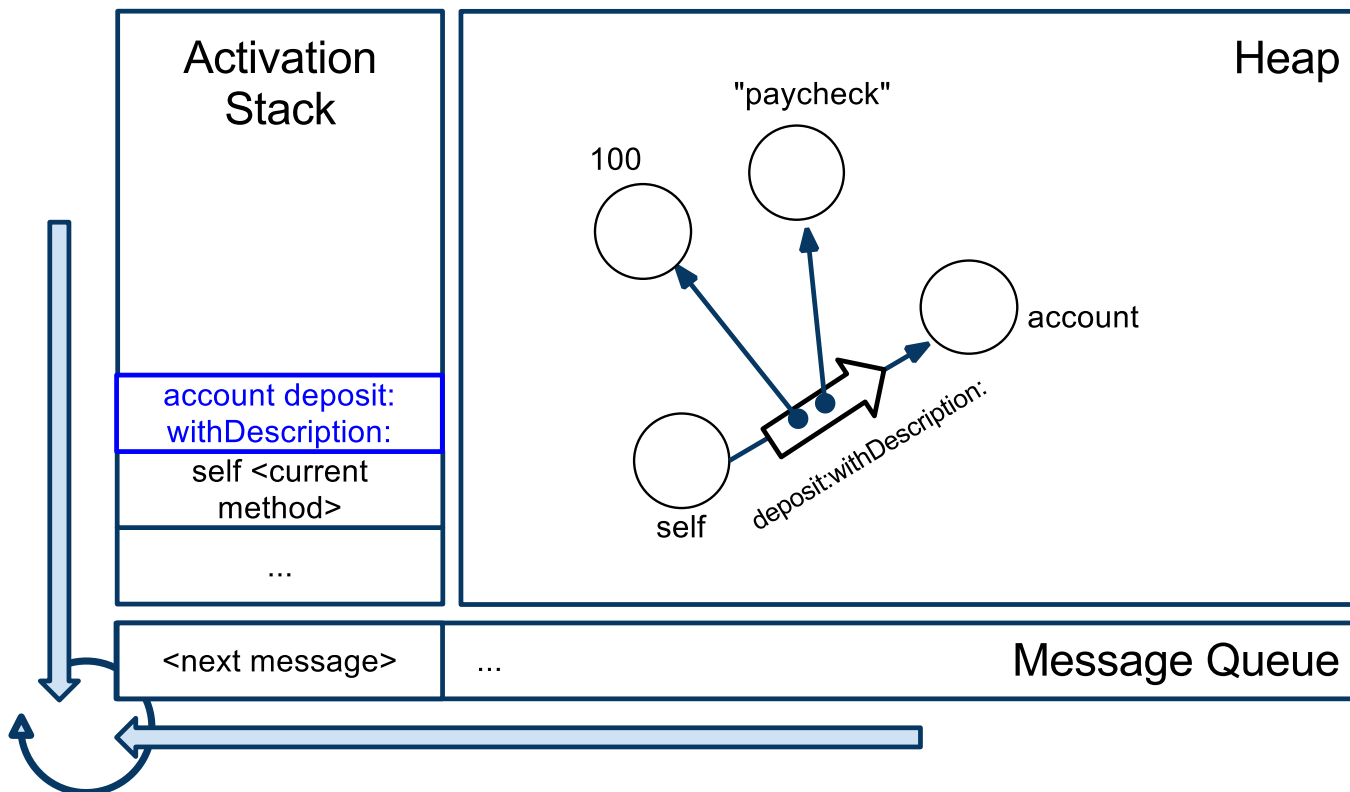 Activation
Stack
account deposit:
withDescription:
self <current
method>
...
Heap
"paycheck"
100
account
deposit:withDescription:
self
<next message>
...
Message Queue